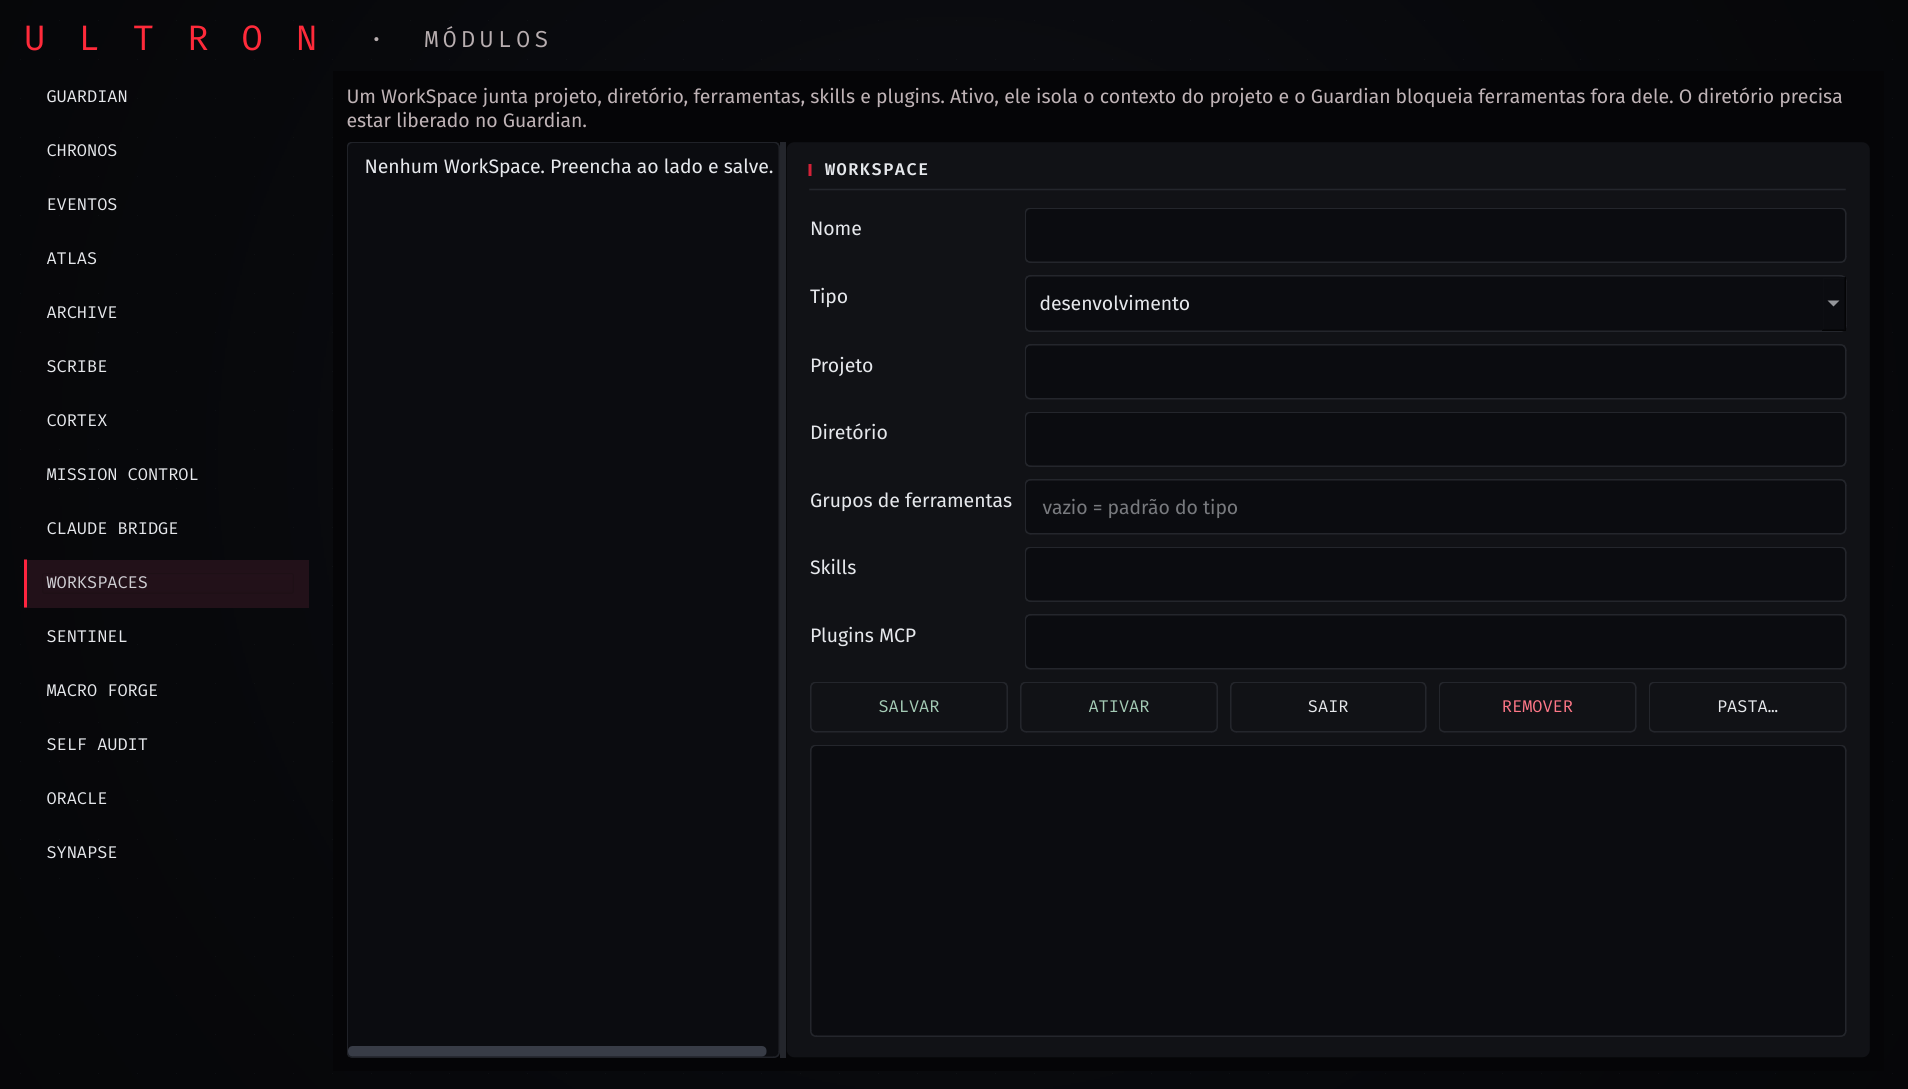 ULTRON · MÓDULOS
GUARDIAN
CHRONOS
EVENTOS
ATLAS
ARCHIVE
SCRIBE
CORTEX
MISSION CONTROL
CLAUDE BRIDGE
WORKSPACES
SENTINEL
MACRO FORGE
SELF AUDIT
ORACLE
SYNAPSE
Um WorkSpace junta projeto, diretório, ferramentas, skills e plugins. Ativo, ele isola o contexto do projeto e o Guardian bloqueia ferramentas fora dele. O diretório precisa
estar liberado no Guardian.
Nenhum WorkSpace. Preencha ao lado e salve.
WORKSPACE
Nome
Tipo
desenvolvimento
Projeto
Diretório
Grupos de ferramentas
vazio = padrão do tipo
Skills
Plugins MCP
SALVAR
ATIVAR
SAIR
REMOVER
PASTA…